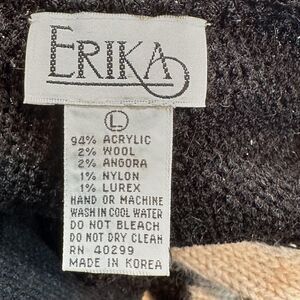 ERIKA
L
94% ACRYLIC
2% WOOL
2% ANGORA
1% NYLON
1% LUREX
HAND OR MACHINE
WASH IN COOL WATER
DO NOT BLEACH
DO NOT DRY CLEAN
RN 40299
MADE IN KOREA